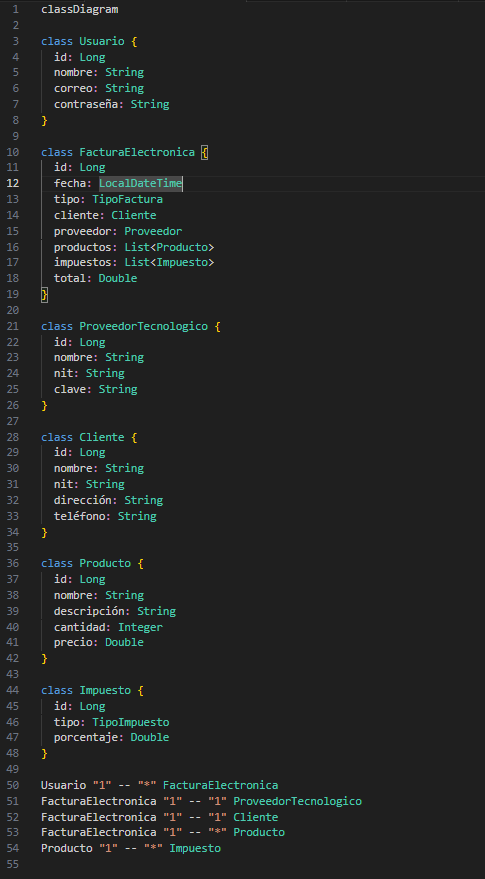 1 classDiagram
2
3 class Usuario {
4 id: Long
5 nombre: String
6 correo: String
7 contraseña: String
8 }
9
10 class FacturaElectronica {
11 id: Long
12 fecha: LocalDateTime
13 tipo: TipoFactura
14 cliente: Cliente
15 proveedor: Proveedor
16 productos: List<Producto>
17 impuestos: List<Impuesto>
18 total: Double
19 }
20
21 class ProveedorTecnologico {
22 id: Long
23 nombre: String
24 nit: String
25 clave: String
26 }
27
28 class Cliente {
29 id: Long
30 nombre: String
31 nit: String
32 dirección: String
33 teléfono: String
34 }
35
36 class Producto {
37 id: Long
38 nombre: String
39 descripción: String
40 cantidad: Integer
41 precio: Double
42 }
43
44 class Impuesto {
45 id: Long
46 tipo: TipoImpuesto
47 porcentaje: Double
48 }
49
50 Usuario "1" -- "*" FacturaElectronica
51 FacturaElectronica "1" -- "1" ProveedorTecnologico
52 FacturaElectronica "1" -- "1" Cliente
53 FacturaElectronica "1" -- "*" Producto
54 Producto "1" -- "*" Impuesto
55